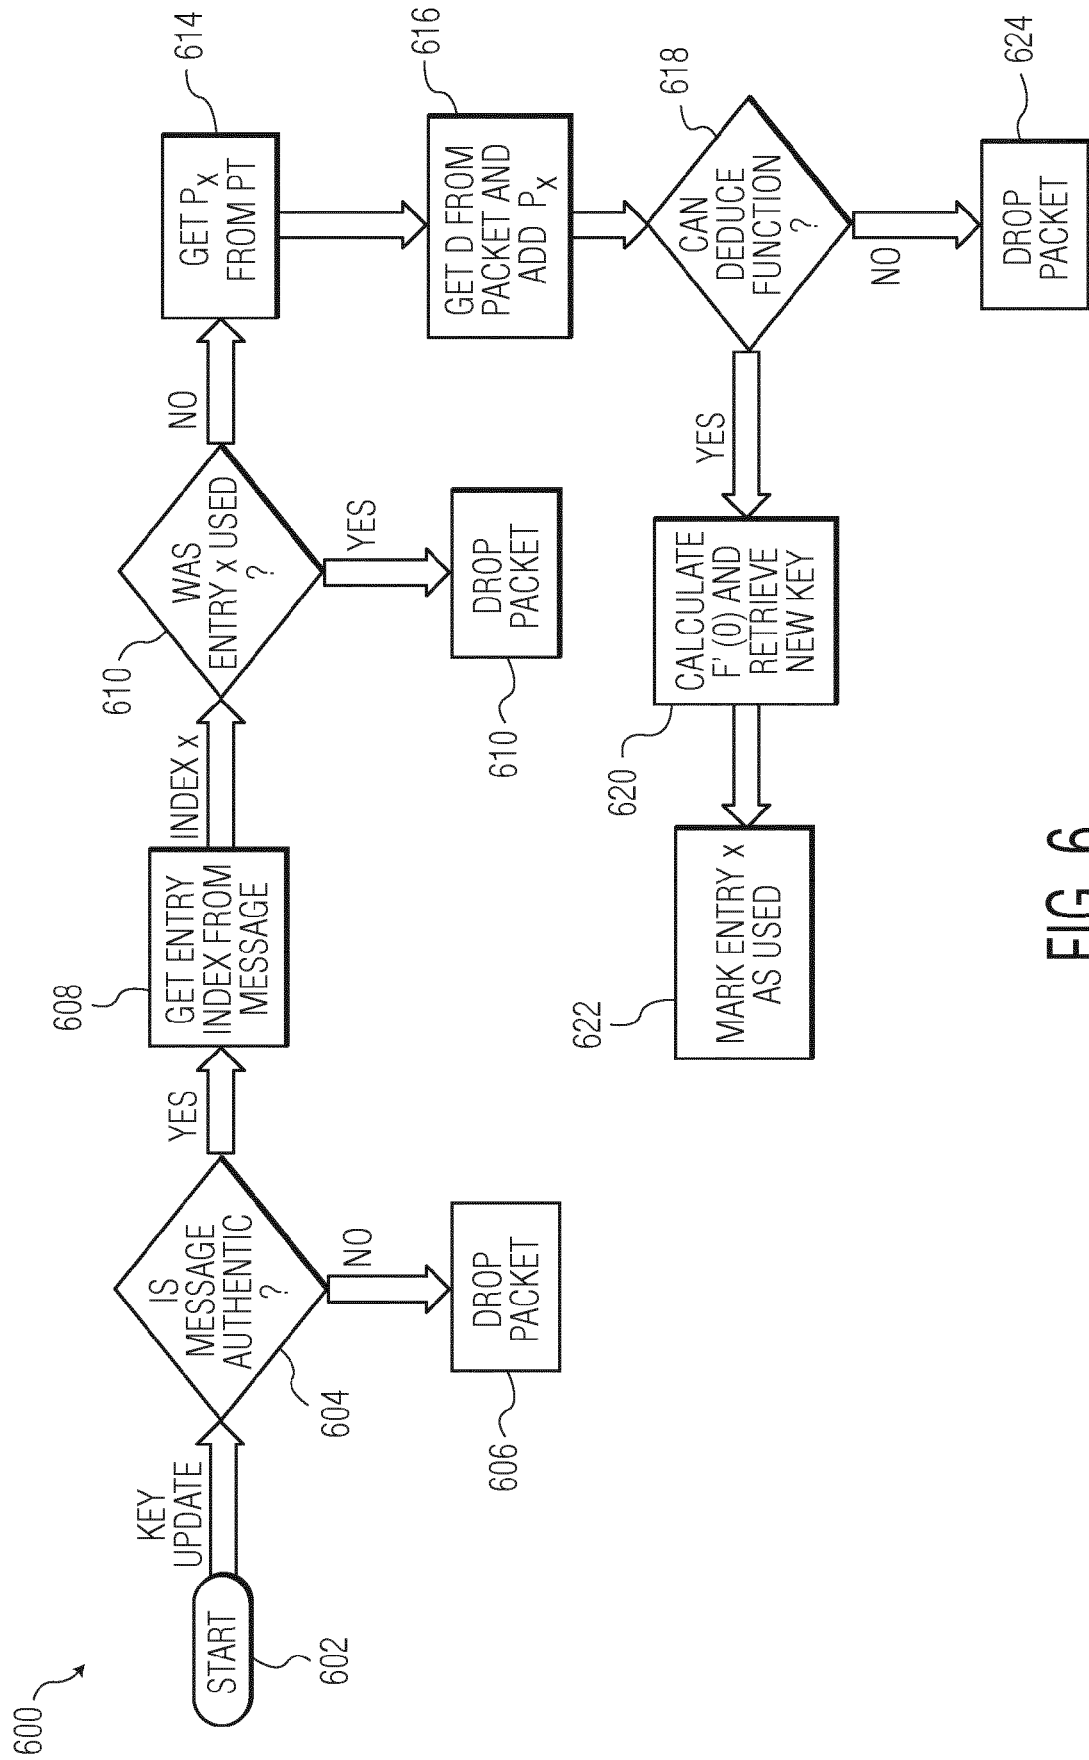 600
START
602
KEY
UPDATE
IS
MESSAGE
AUTHENTIC
?
604
NO
DROP
PACKET
606
YES
GET ENTRY
INDEX FROM
MESSAGE
608
INDEX x
WAS
ENTRY x USED
?
610
YES
DROP
PACKET
610
NO
GET Px
FROM PT
614
GET D FROM
PACKET AND
ADD Px
616
CAN
DEDUCE
FUNCTION
?
618
NO
DROP
PACKET
624
YES
CALCULATE
F' (0) AND
RETRIEVE
NEW KEY
620
MARK ENTRY x
AS USED
622
FIG. 6